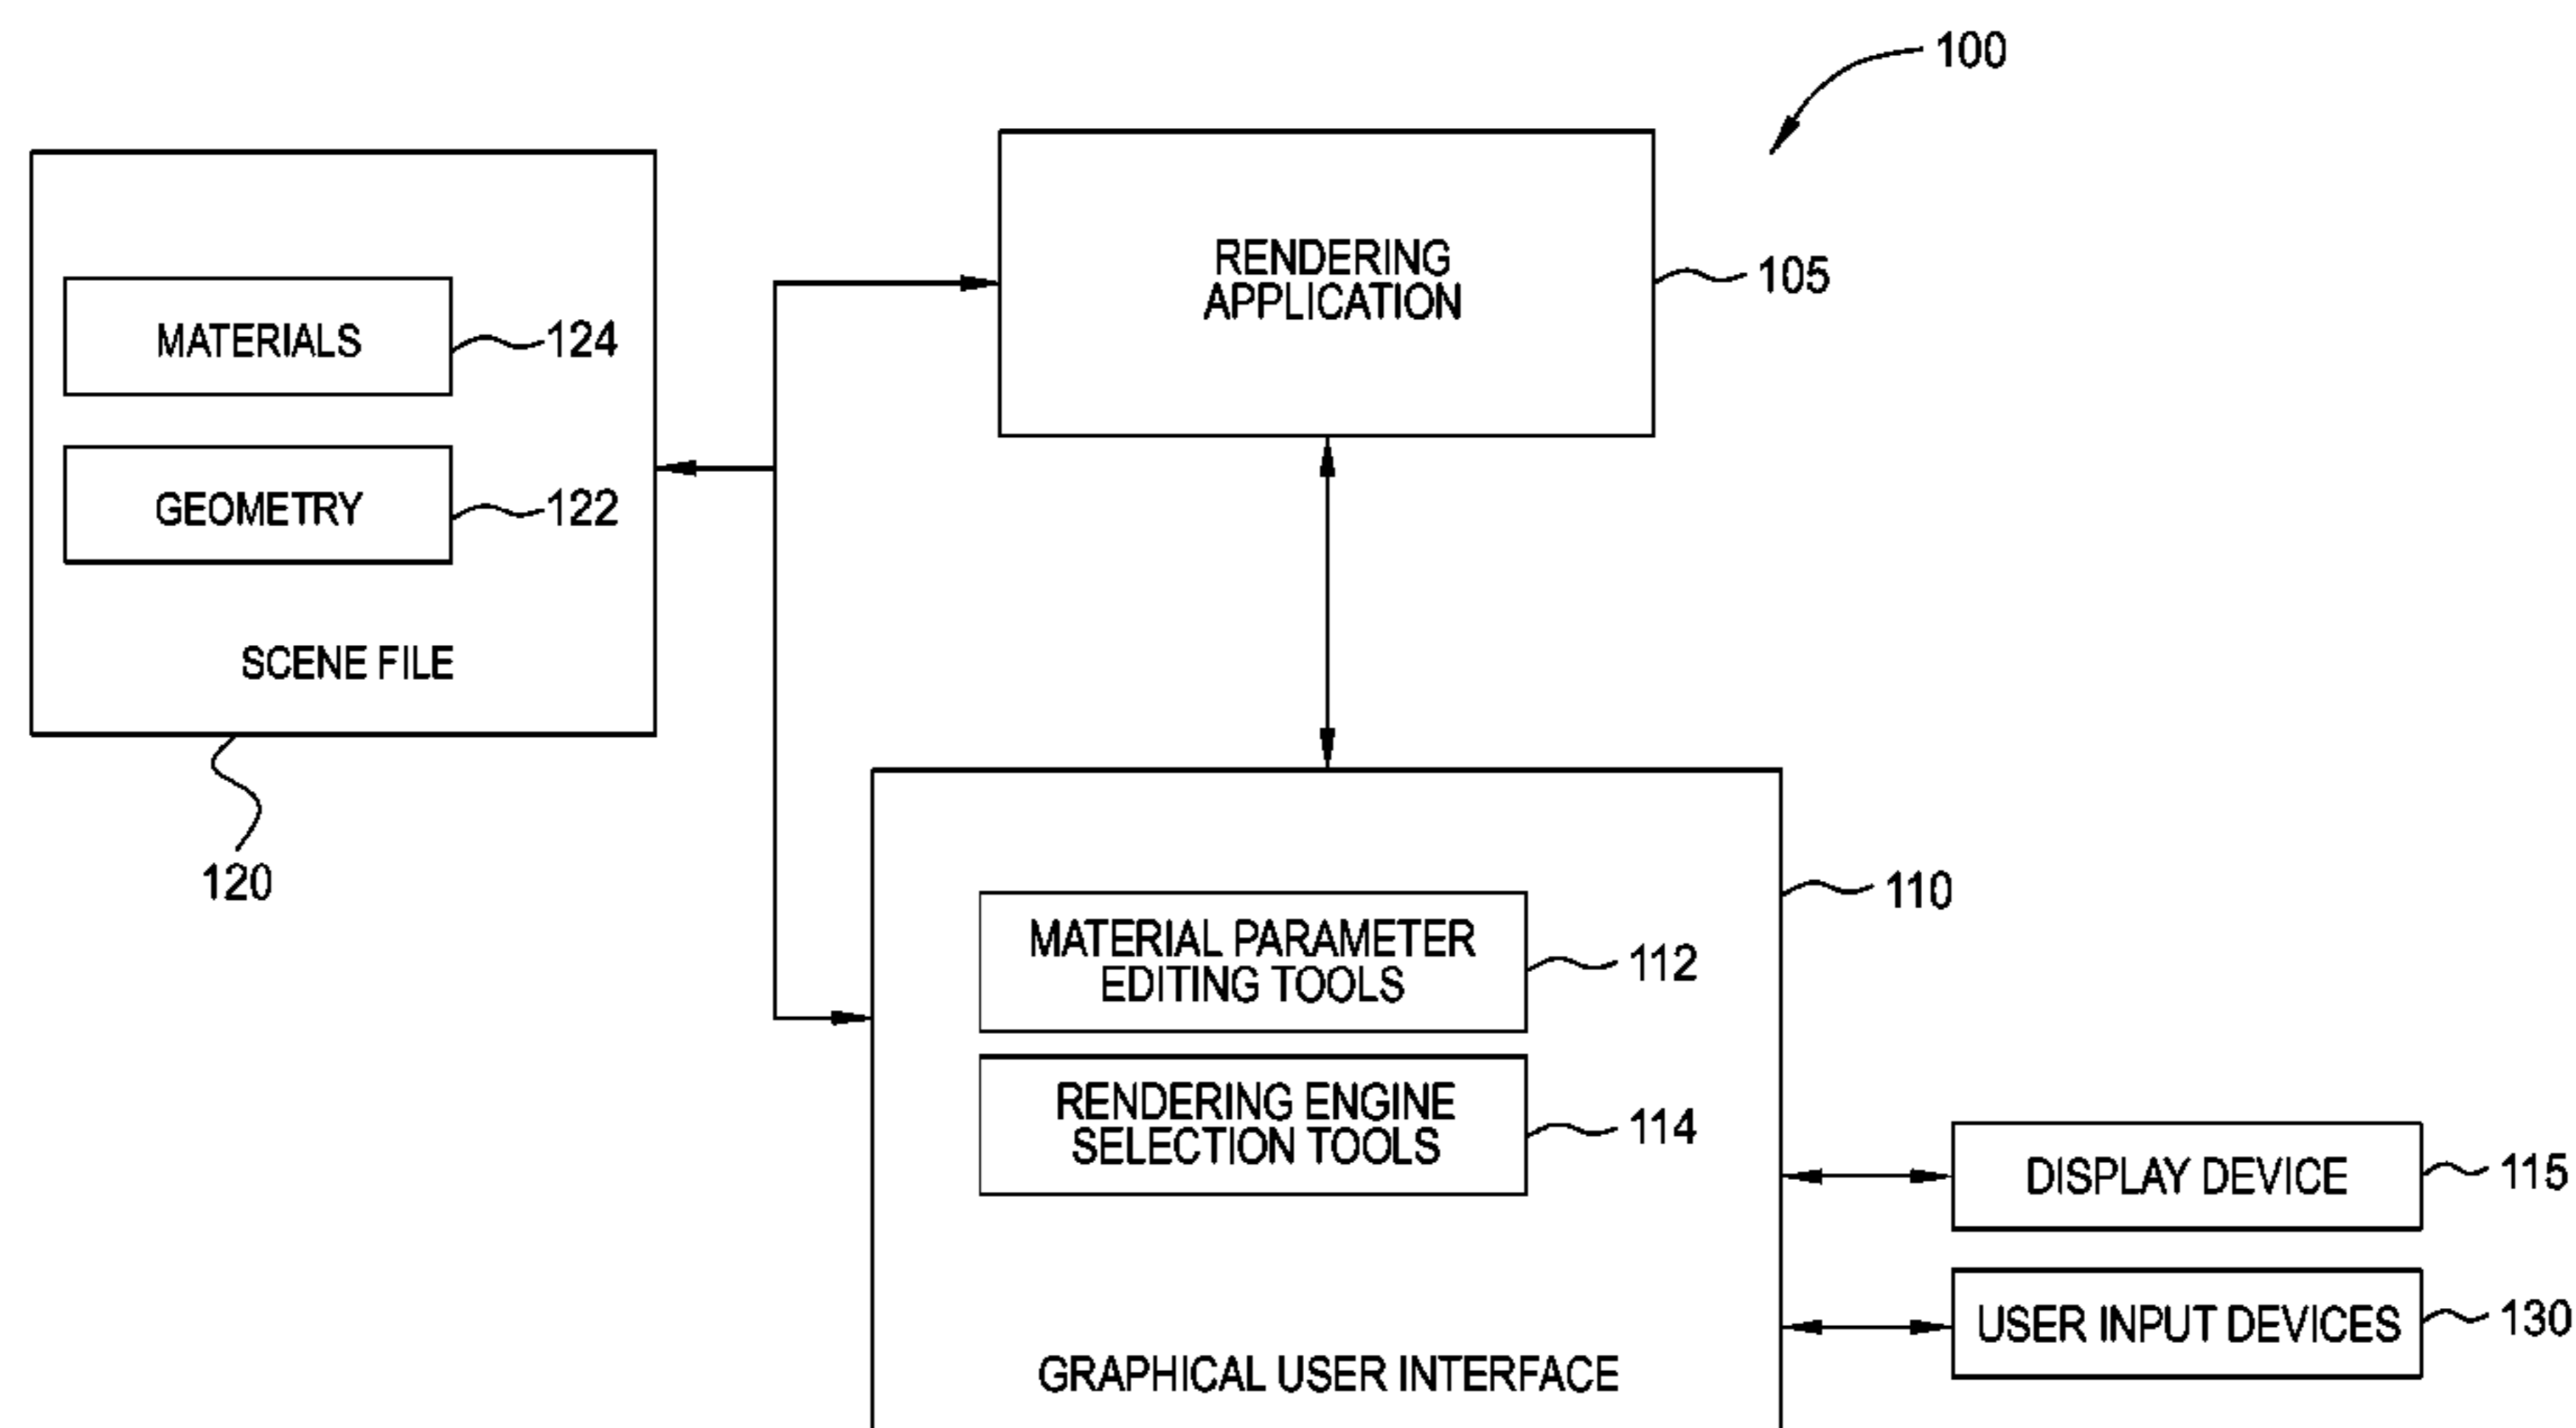 100
RENDERING
APPLICATION
105
MATERIALS
124
GEOMETRY
122
SCENE FILE
120
110
MATERIAL PARAMETER
EDITING TOOLS
112
RENDERING ENGINE
SELECTION TOOLS
114
DISPLAY DEVICE
115
USER INPUT DEVICES
130
GRAPHICAL USER INTERFACE